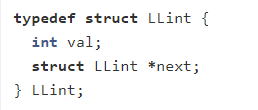 typedef struct LLint {
  int val;
  struct LLint *next;
} LLint;